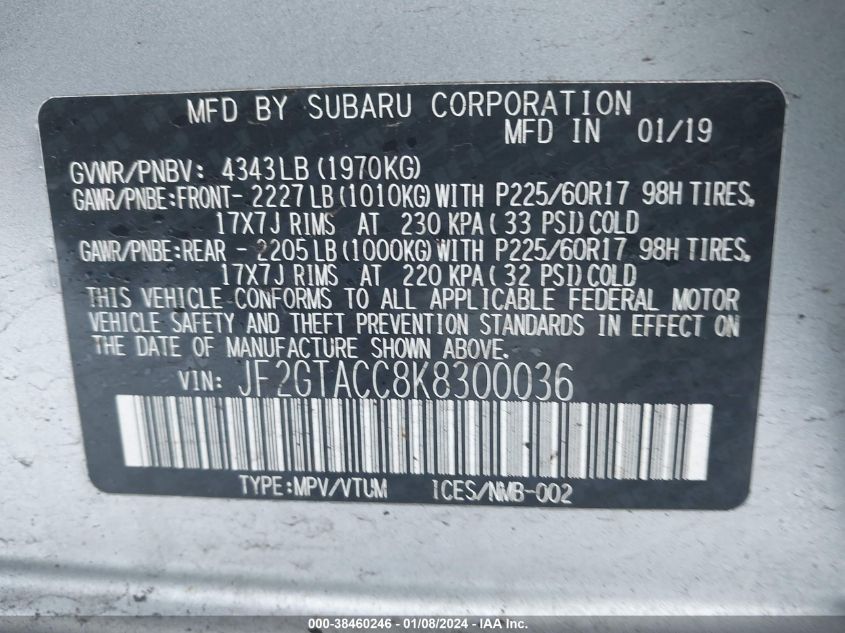 MFD BY SUBARU CORPORATION
MFD IN 01/19
GVWR/PNBV: 4343LB(1970KG)
GAWR/PNBE:FRONT- 2227LB(1010KG)WITH P225/60R17 98H TIRES,
17X7J RIMS AT 230 KPA(33 PSI)COLD
GAWR/PNBE:REAR - 2205LB(1000KG)WITH P225/60R17 98H TIRES,
17X7J RIMS AT 220 KPA(32 PSI)COLD
THIS VEHICLE CONFORMS TO ALL APPLICABLE FEDERAL MOTOR
VEHICLE SAFETY AND THEFT PREVENTION STANDARDS IN EFFECT ON
THE DATE OF MANUFACTURE SHOWN ABOVE.
VIN: JF2GTACC8K8300036
TYPE:MPV/VTUM ICES/NMB-002
000-38460246 - 01/08/2024 - IAA Inc.